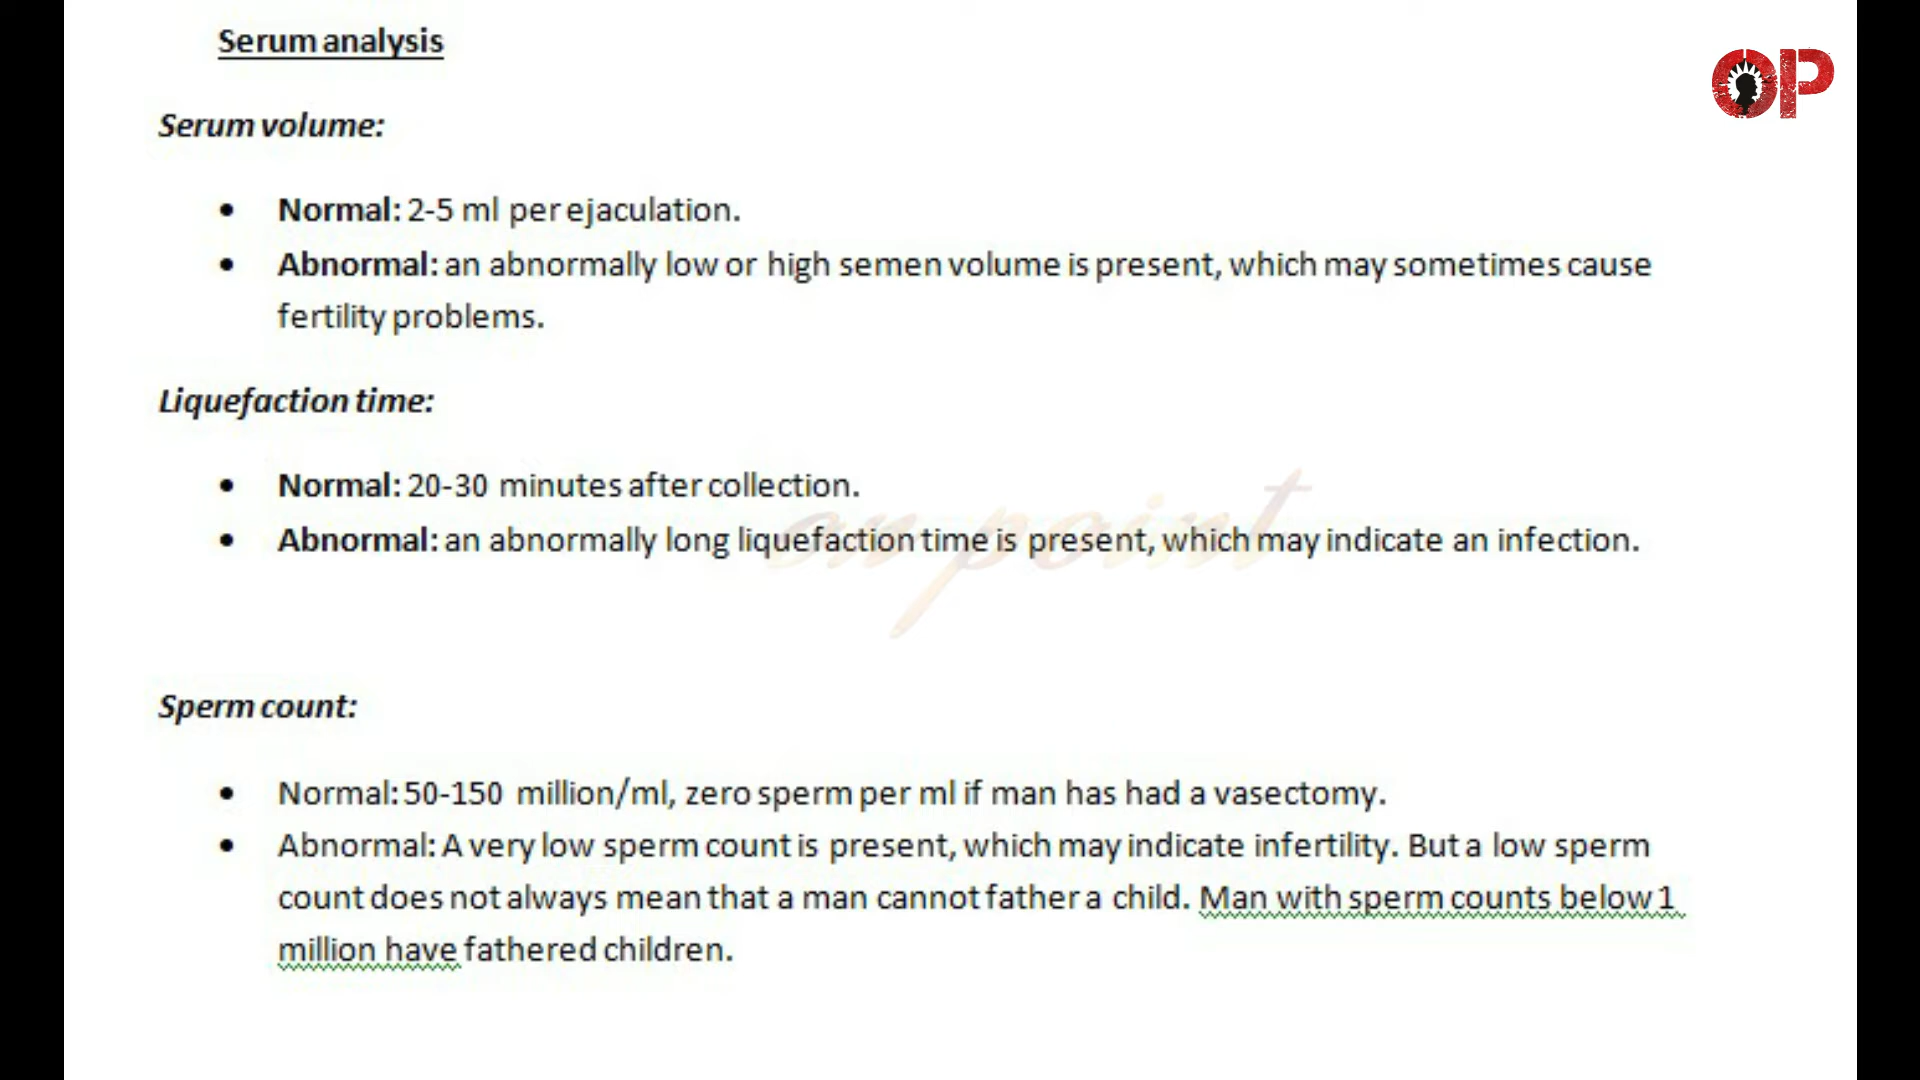 Serum analysis
OP
Serum volume:
• Normal: 2-5 ml per ejaculation.
• Abnormal: an abnormally low or high semen volume is present, which may sometimes cause
fertility problems.
Liquefaction time:
• Normal: 20-30 minutes after collection.
• Abnormal: an abnormally long liquefaction time is present, which may indicate an infection.
on point
Sperm count:
• Normal: 50-150 million/ml, zero sperm per ml if man has had a vasectomy.
• Abnormal: A very low sperm count is present, which may indicate infertility. But a low sperm
count does not always mean that a man cannot father a child. Man with sperm counts below 1
million have fathered children.